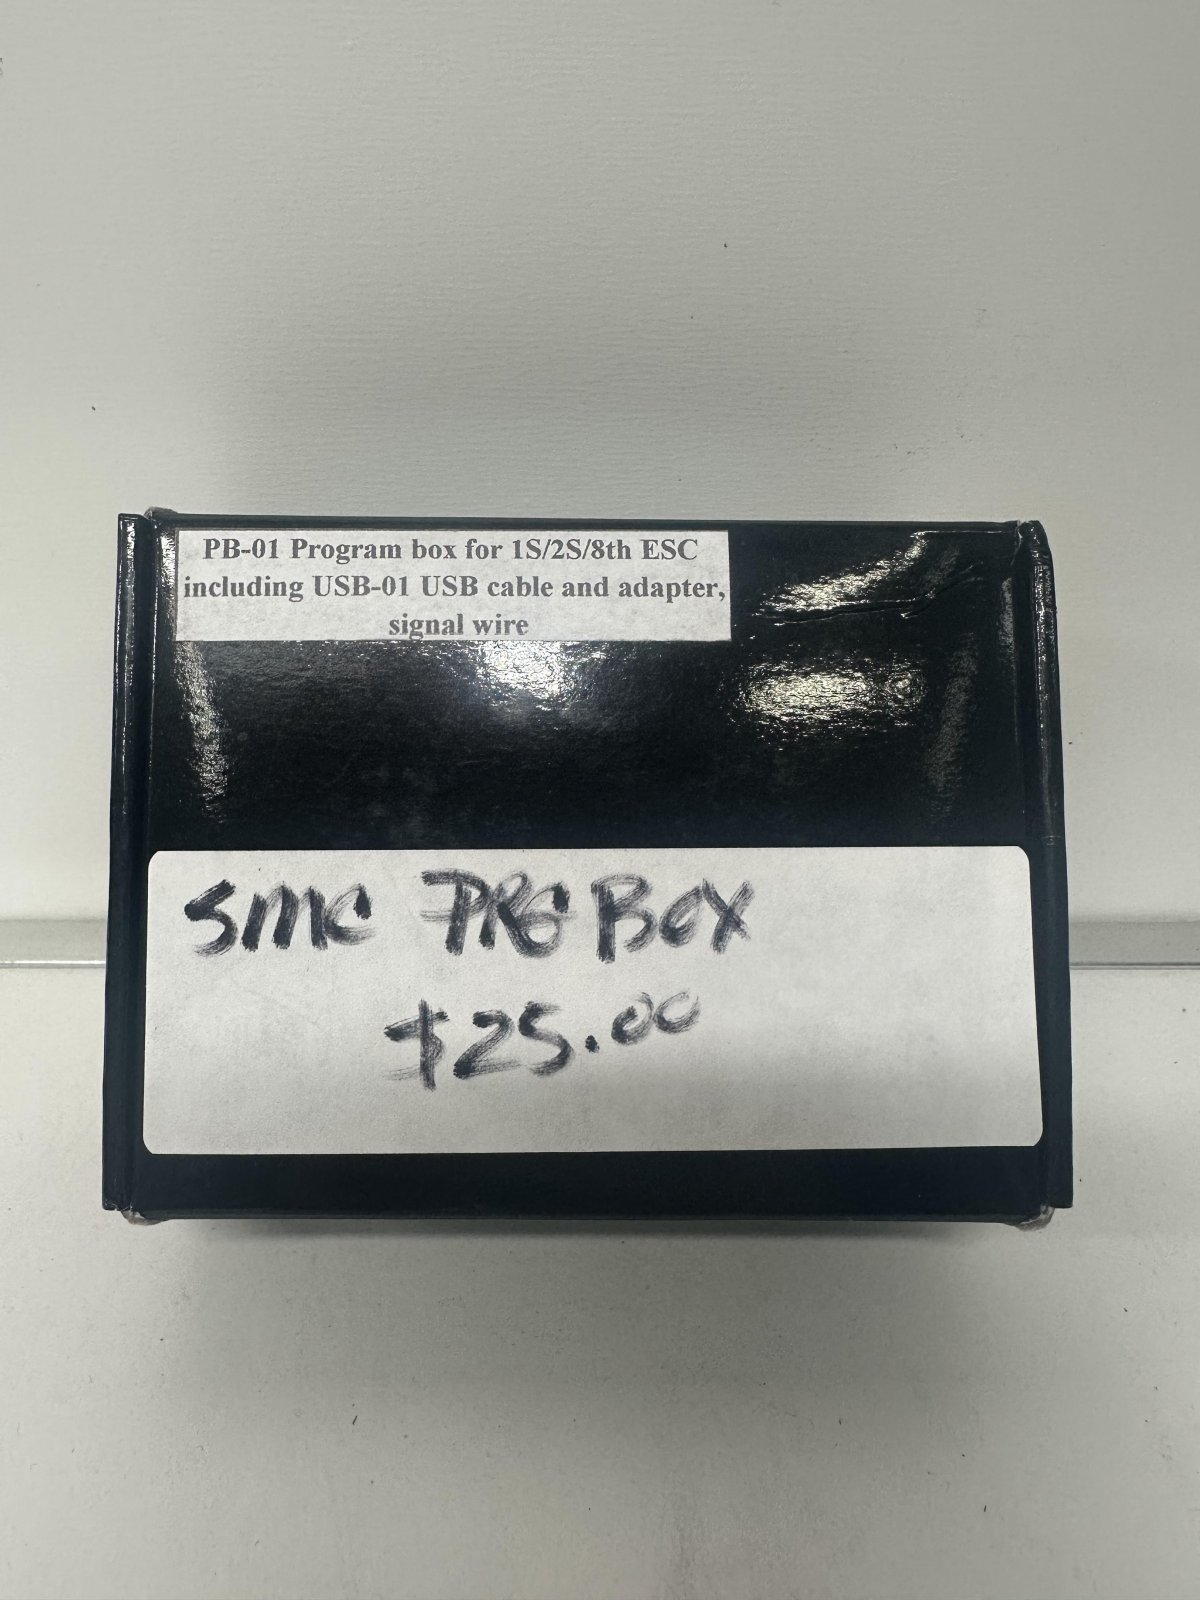 PB-01 Program box for 1S/2S/8th ESC
including USB-01 USB cable and adapter,
signal wire
SMC PRG BOX
$25.00